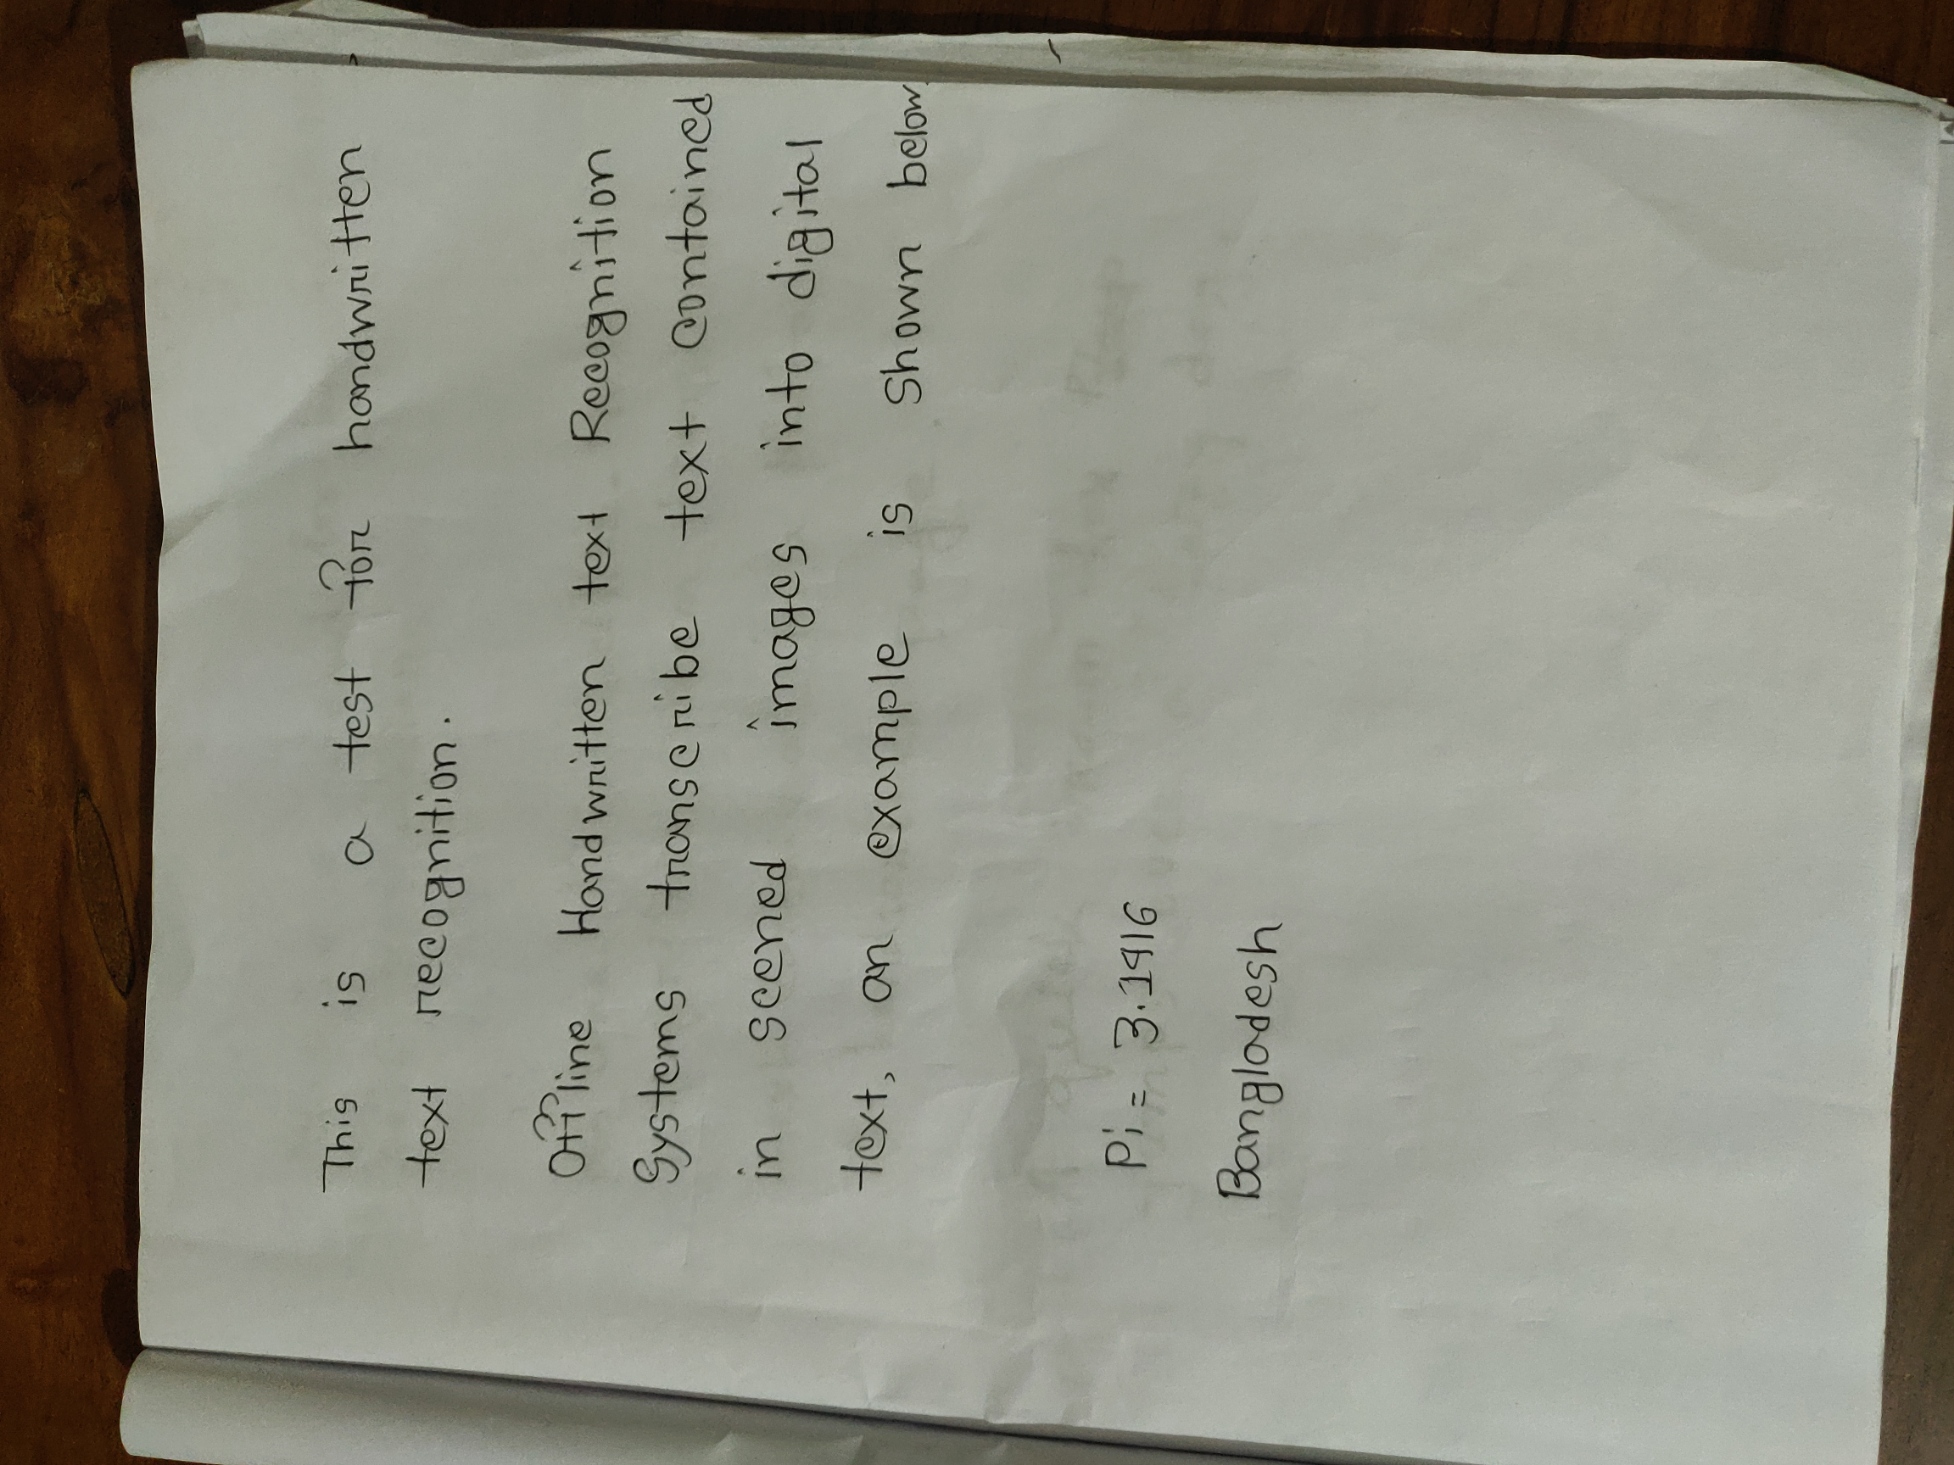 This is a test for handwritten
text recognition.
Offline Handwritten text Recognition
Systems transcribe text contained
in scened images into digital
text, an example is shown below.
Pi = 3.1416
Bangladesh